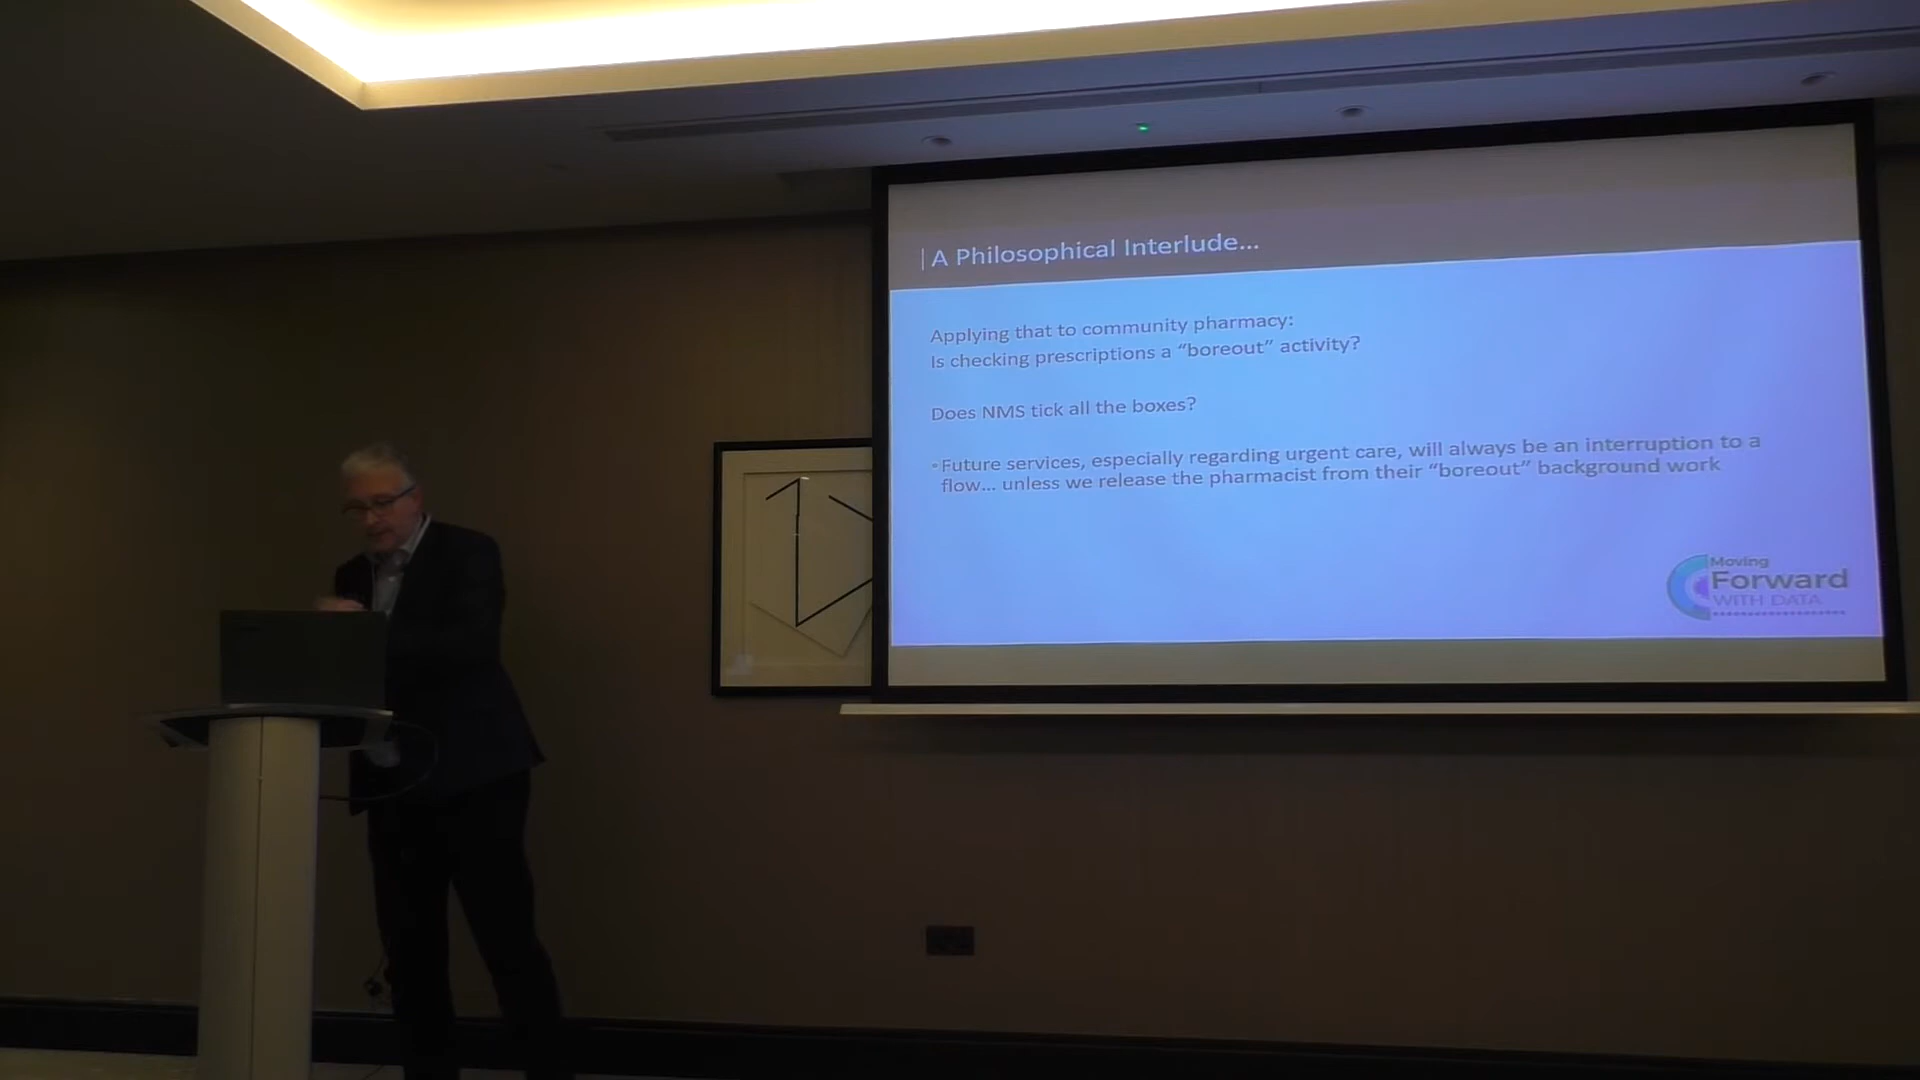 A Philosophical Interlude...
Applying that to community pharmacy:
Is checking prescriptions a “boreout” activity?
Does NMS tick all the boxes?
Future services, especially regarding urgent care, will always be an interruption to a
flow... unless we release the pharmacist from their “boreout” background work
Moving
Forward
WITH DATA